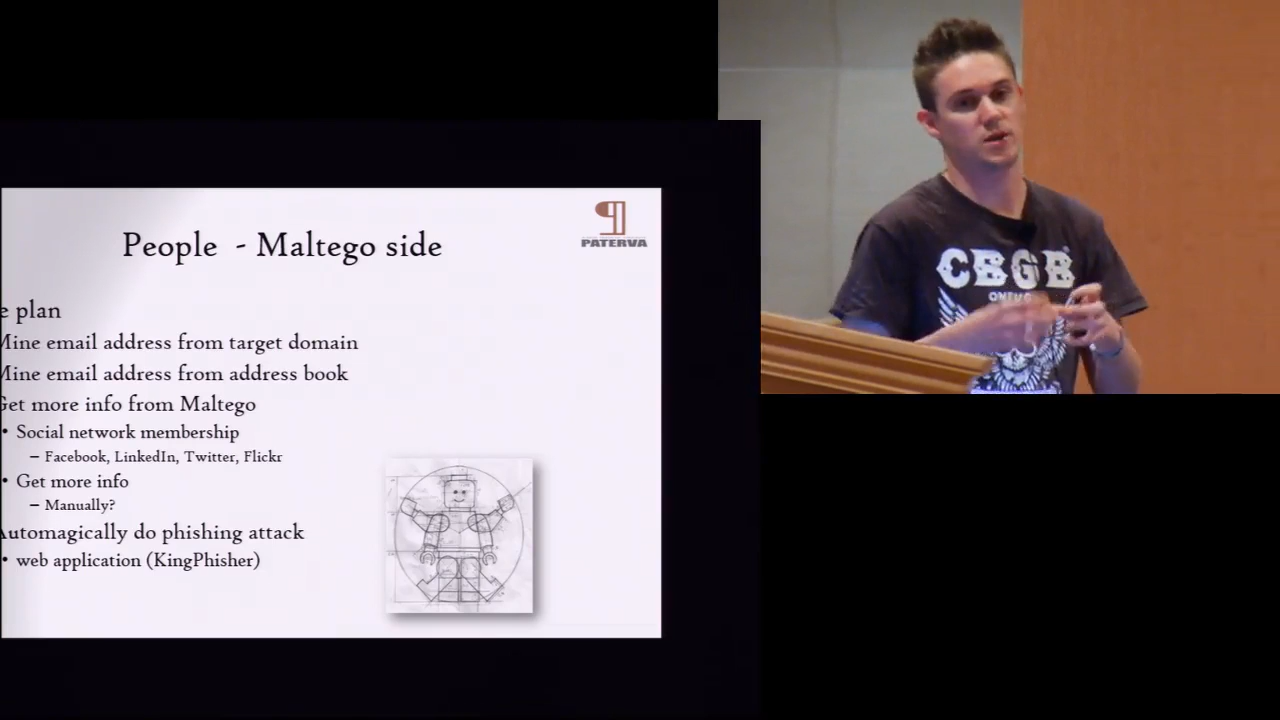 PATERVA
People - Maltego side
e plan
Mine email address from target domain
Mine email address from address book
Get more info from Maltego
• Social network membership
– Facebook, LinkedIn, Twitter, Flickr
• Get more info
– Manually?
Automagically do phishing attack
• web application (KingPhisher)
CBGB